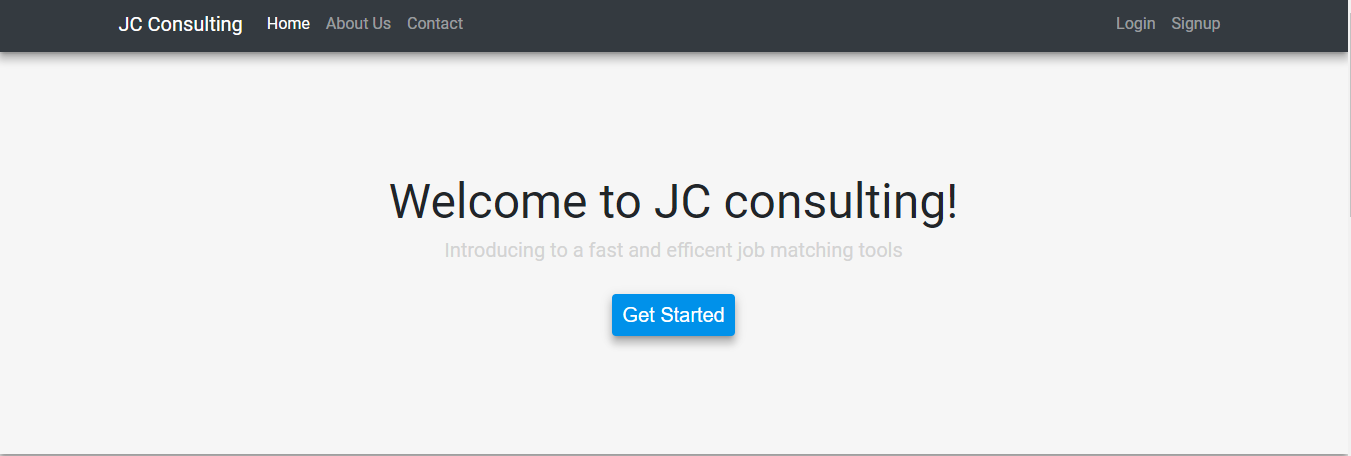 JC Consulting Home About Us Contact Login Signup
Welcome to JC consulting!
Introducing to a fast and efficent job matching tools
Get Started